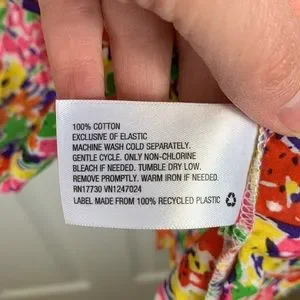 100% COTTON
EXCLUSIVE OF ELASTIC
MACHINE WASH COLD SEPARATELY.
GENTLE CYCLE. ONLY NON-CHLORINE
BLEACH IF NEEDED. TUMBLE DRY LOW.
REMOVE PROMPTLY. WARM IRON IF NEEDED.
RN17730 VN1247024
LABEL MADE FROM 100% RECYCLED PLASTIC